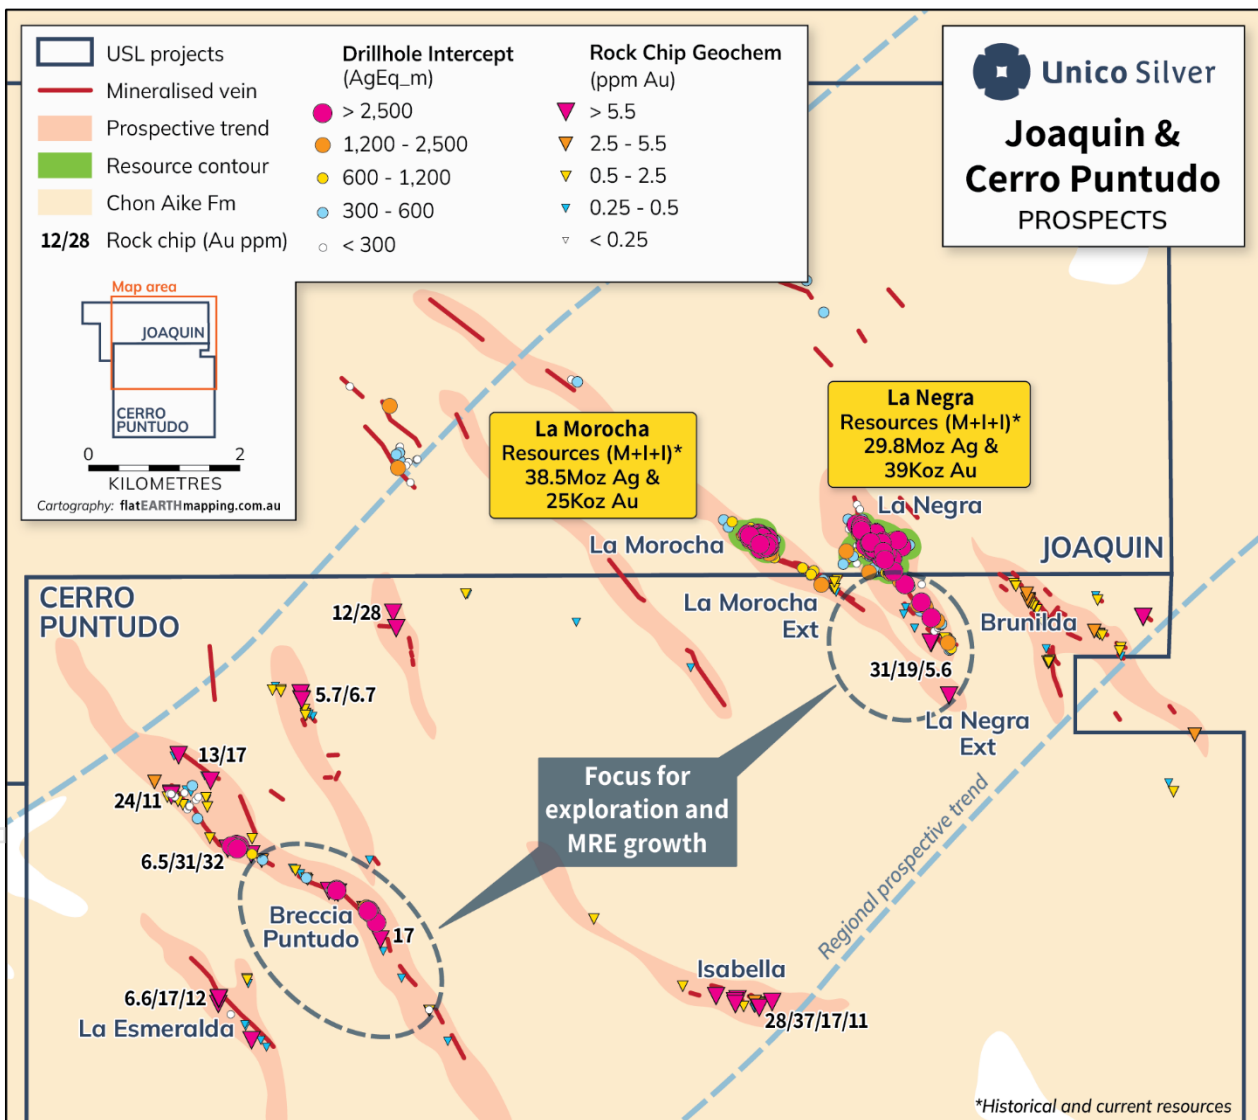 USL projects
Mineralised vein
Prospective trend
Resource contour
Chon Aike Fm
12/28 Rock chip (Au ppm)
Drillhole Intercept
(AgEq_m)
> 2,500
1,200 - 2,500
600 - 1,200
300 - 600
< 300
Rock Chip Geochem
(ppm Au)
> 5.5
2.5 - 5.5
0.5 - 2.5
0.25 - 0.5
< 0.25
Unico Silver
Joaquin &
Cerro Puntudo
PROSPECTS
Map area
JOAQUIN
CERRO
PUNTUDO
0 2
KILOMETRES
Cartography: flatEARTHmapping.com.au
La Morocha
Resources (M+I+I)*
38.5Moz Ag &
25Koz Au
La Negra
Resources (M+I+I)*
29.8Moz Ag &
39Koz Au
La Negra
La Morocha
JOAQUIN
CERRO
PUNTUDO
12/28
La Morocha
Ext
Brunilda
31/19/5.6
5.7/6.7
La Negra
Ext
13/17
24/11
Focus for
exploration and
MRE growth
6.5/31/32
Breccia
Puntudo
17
Regional prospective trend
Isabella
6.6/17/12
La Esmeralda
28/37/17/11
*Historical and current resources